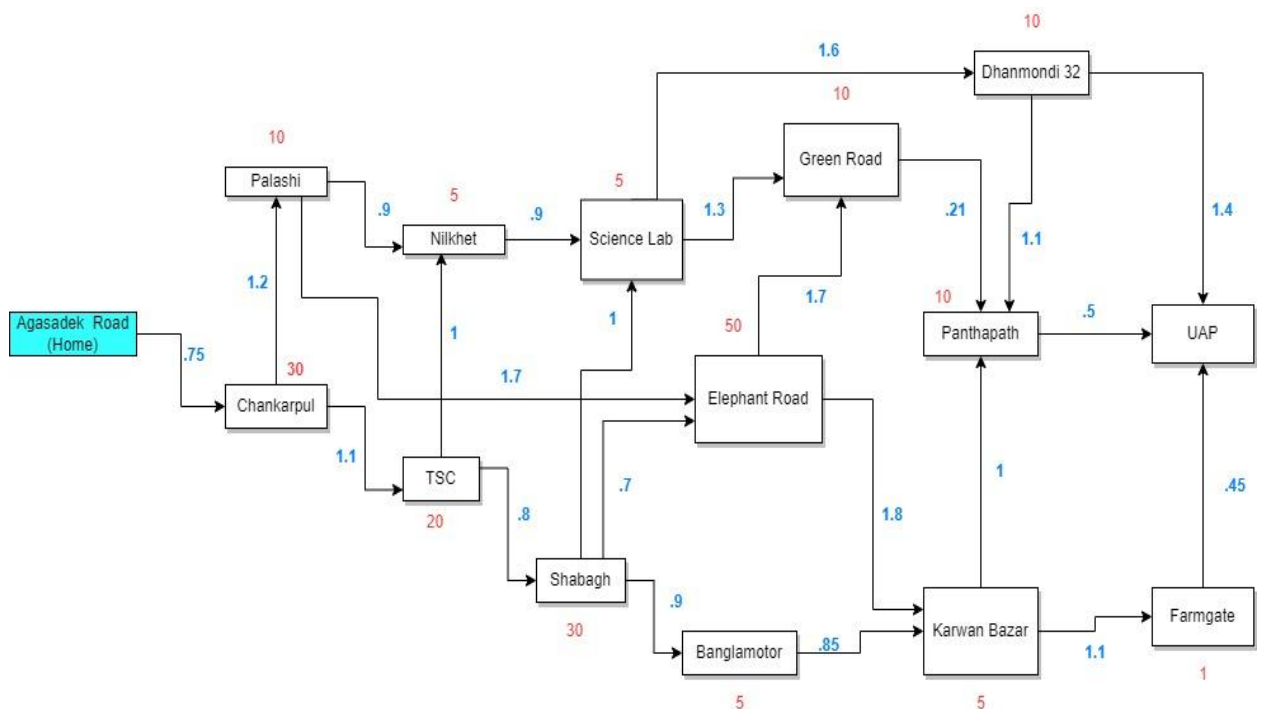 10
1.6
Dhanmondi 32
10
10
Green Road
Palashi
5
5
.9
.9
1.3
.21
1.4
Nilkhet
Science Lab
1.1
1.2
1.7
10
Agasadek Road
(Home)
50
.5
Panthapath
UAP
1
1
.75
30
1.7
Chankarpul
Elephant Road
1.1
TSC
.7
1
.45
.8
1.8
20
Shabagh
.9
Farmgate
30
Banglamotor
.85
Karwan Bazar
1.1
5
5
1